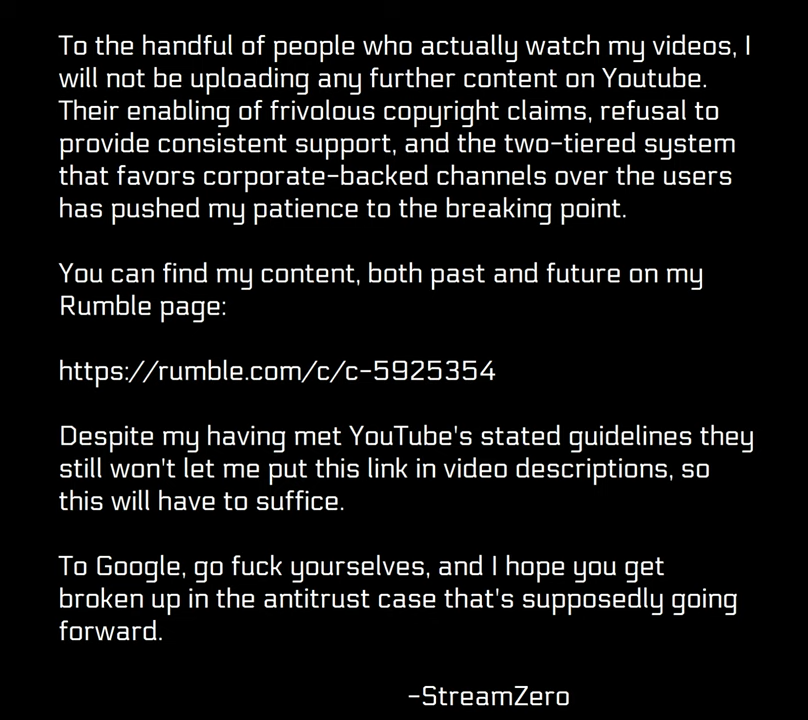 To the handful of people who actually watch my videos, I
will not be uploading any further content on Youtube.
Their enabling of frivolous copyright claims, refusal to
provide consistent support, and the two-tiered system
that favors corporate-backed channels over the users
has pushed my patience to the breaking point.
You can find my content, both past and future on my
Rumble page:
https://rumble.com/c/c-5925354
Despite my having met YouTube's stated guidelines they
still won't let me put this link in video descriptions, so
this will have to suffice.
To Google, go fuck yourselves, and I hope you get
broken up in the antitrust case that's supposedly going
forward.
-StreamZero